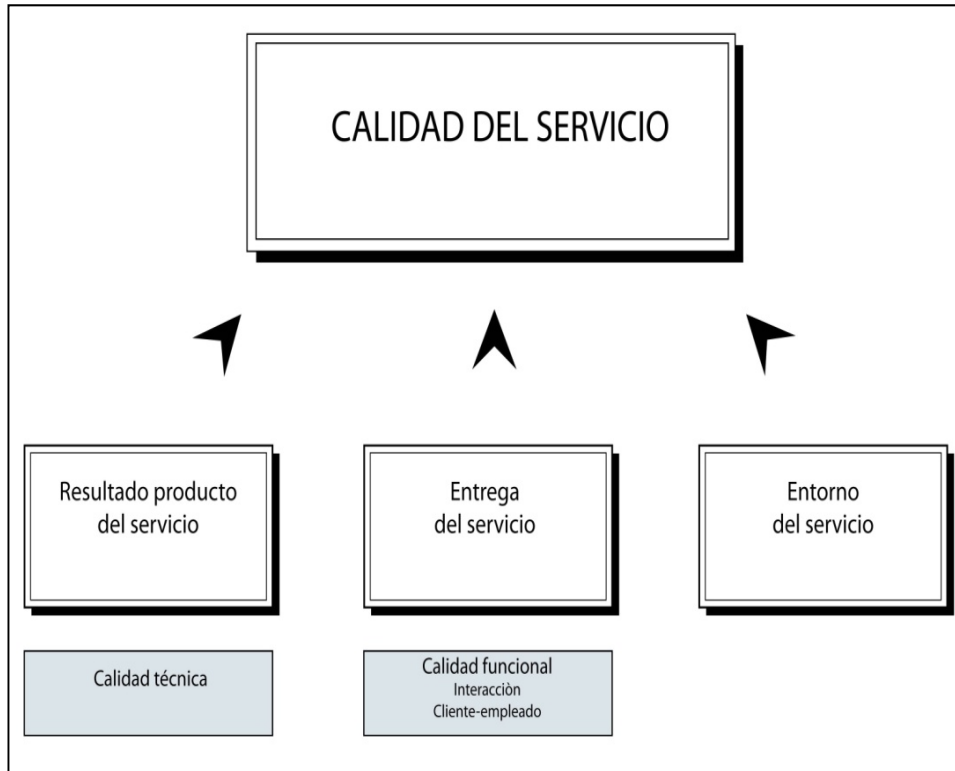 CALIDAD DEL SERVICIO
Resultado producto
del servicio
Entrega
del servicio
Entorno
del servicio
Calidad técnica
Calidad funcional
Interacciòn
Cliente-empleado